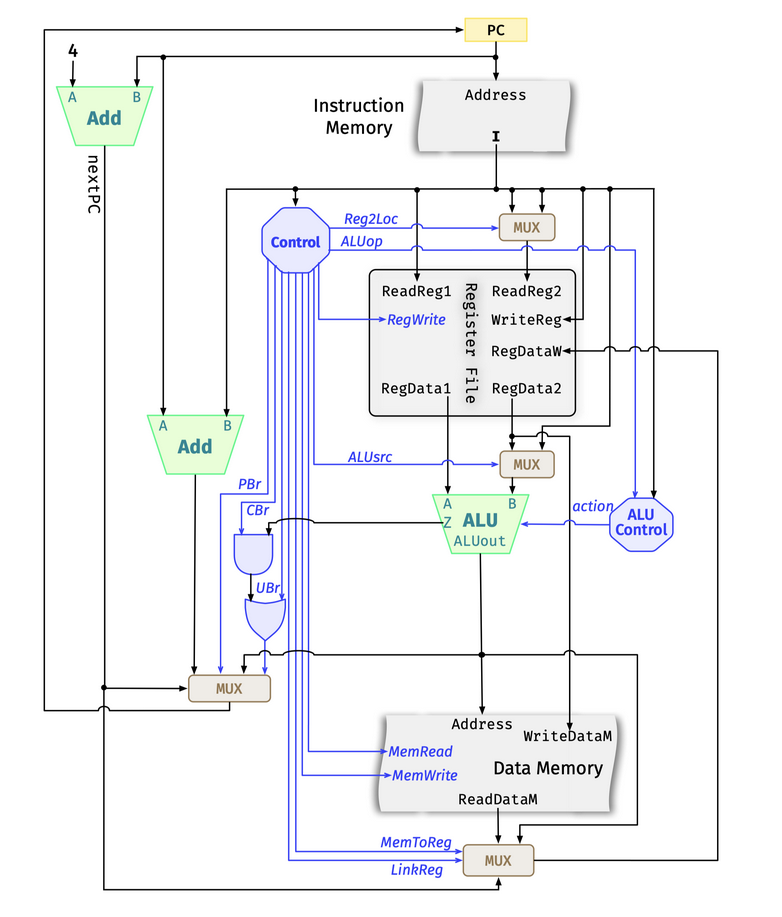 PC
4
A
B
Add
Address
Instruction
Memory
I
nextPC
Control
Reg2Loc
MUX
ALUop
ReadReg1
ReadReg2
RegWrite
WriteReg
RegDataW
Register File
RegData1
RegData2
A
B
Add
ALUsrc
MUX
PBr
CBr
A
B
Z
ALU
ALUout
action
ALU
Control
UBr
MUX
Address
WriteDataM
MemRead
Data Memory
MemWrite
ReadDataM
MemToReg
MUX
LinkReg